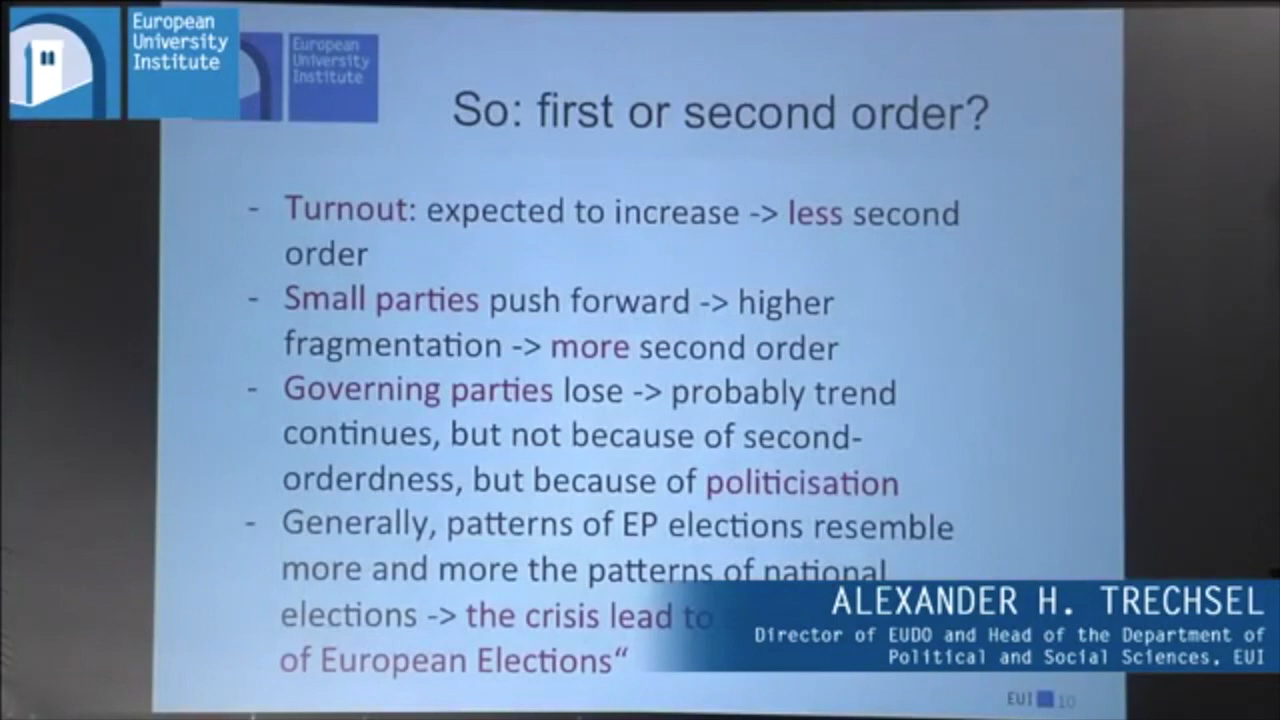 European
University
Institute
European
University
Institute
So: first or second order?
- Turnout: expected to increase -> less second
order
- Small parties push forward -> higher
fragmentation -> more second order
- Governing parties lose -> probably trend
continues, but not because of second-
orderdness, but because of politicisation
- Generally, patterns of EP elections resemble
more and more the patterns of national
elections -> the crisis lead to
of European Elections“
ALEXANDER H. TRECHSEL
Director of EUDO and Head of the Department of
Political and Social Sciences, EUI
EUI 10